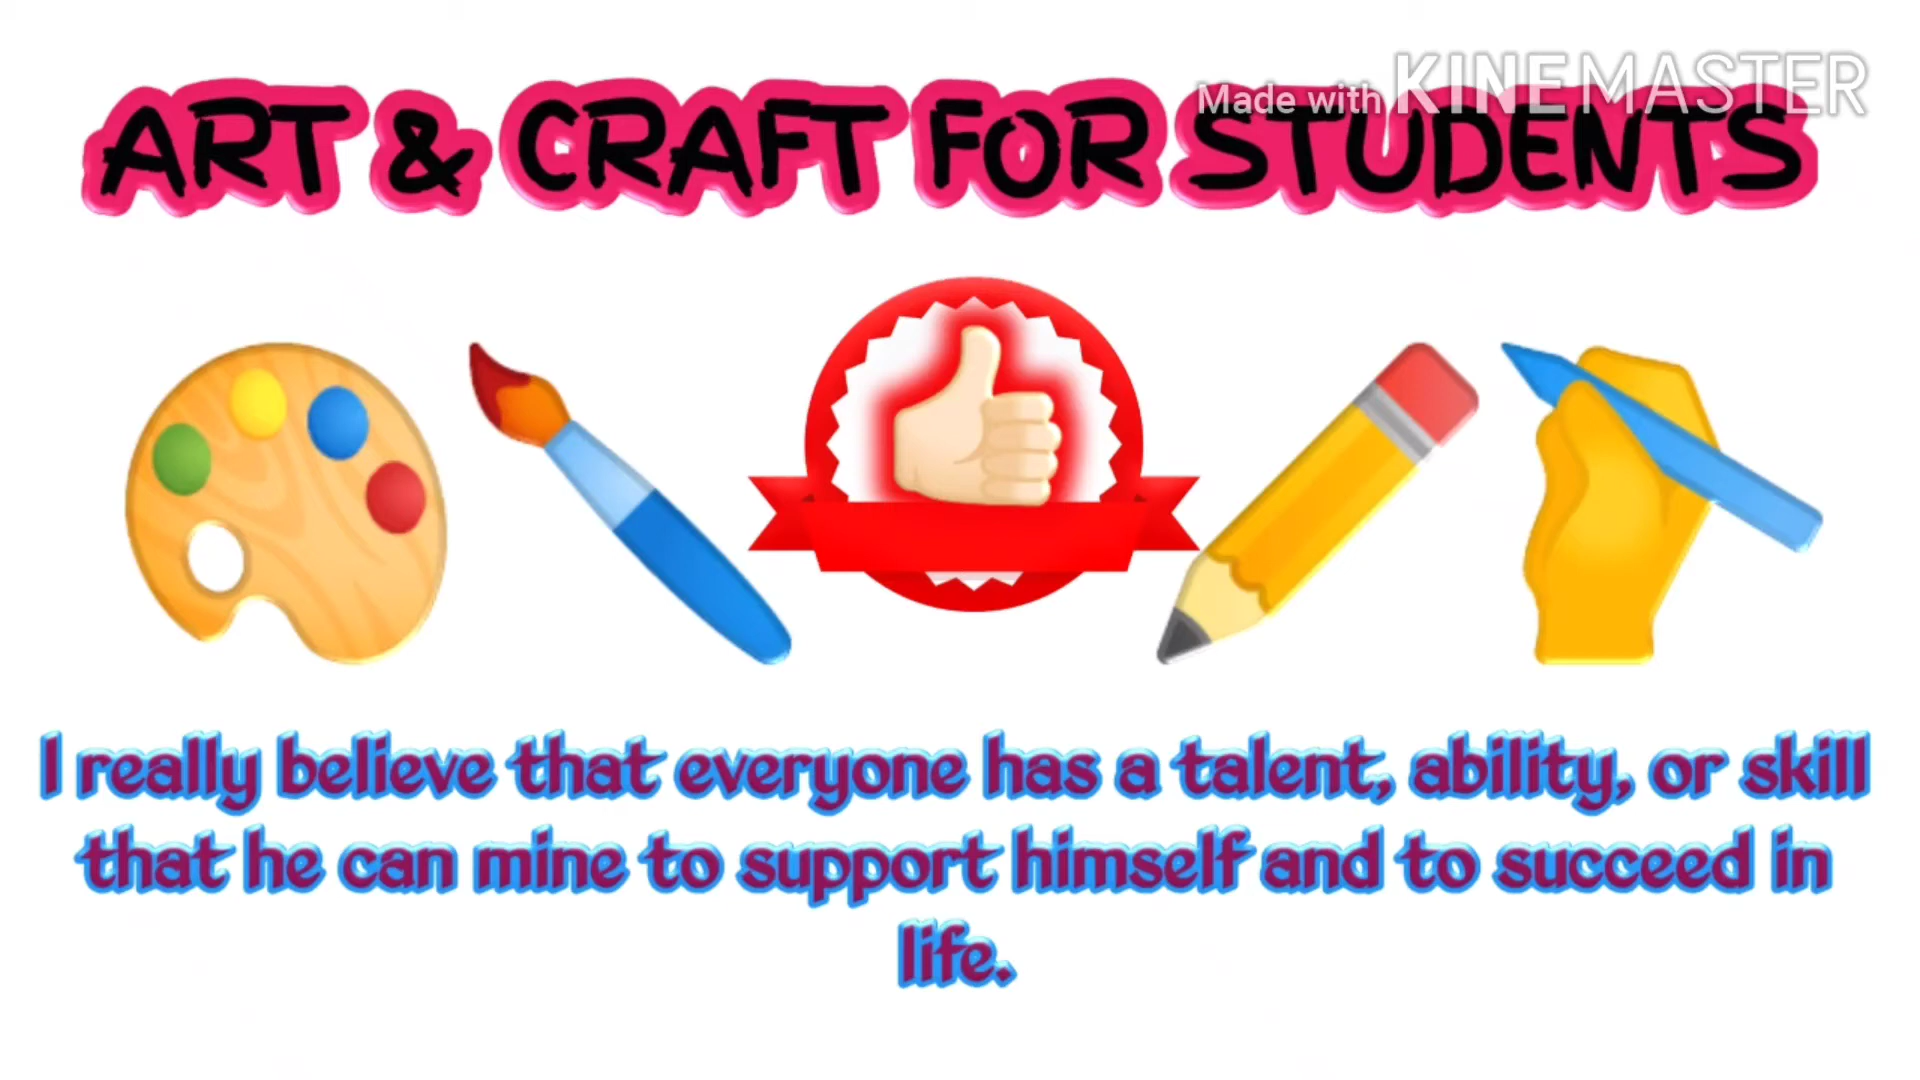 Made with KINEMASTER
ART & CRAFT FOR STUDENTS
I really believe that everyone has a talent, ability, or skill
that he can mine to support himself and to succeed in
life.